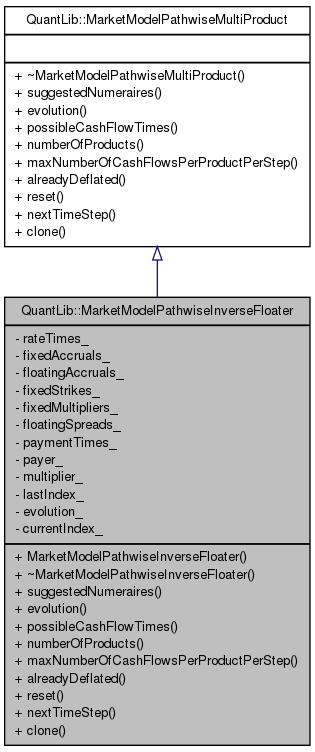 QuantLib::MarketModelPathwiseMultiProduct
+ ~MarketModelPathwiseMultiProduct()
+ suggestedNumeraires()
+ evolution()
+ possibleCashFlowTimes()
+ numberOfProducts()
+ maxNumberOfCashFlowsPerProductPerStep()
+ alreadyDeflated()
+ reset()
+ nextTimeStep()
+ clone()
QuantLib::MarketModelPathwiseInverseFloater
- rateTimes_
- fixedAccruals_
- floatingAccruals_
- fixedStrikes_
- fixedMultipliers_
- floatingSpreads_
- paymentTimes_
- payer_
- multiplier_
- lastIndex_
- evolution_
- currentIndex_
+ MarketModelPathwiseInverseFloater()
+ ~MarketModelPathwiseInverseFloater()
+ suggestedNumeraires()
+ evolution()
+ possibleCashFlowTimes()
+ numberOfProducts()
+ maxNumberOfCashFlowsPerProductPerStep()
+ alreadyDeflated()
+ reset()
+ nextTimeStep()
+ clone()